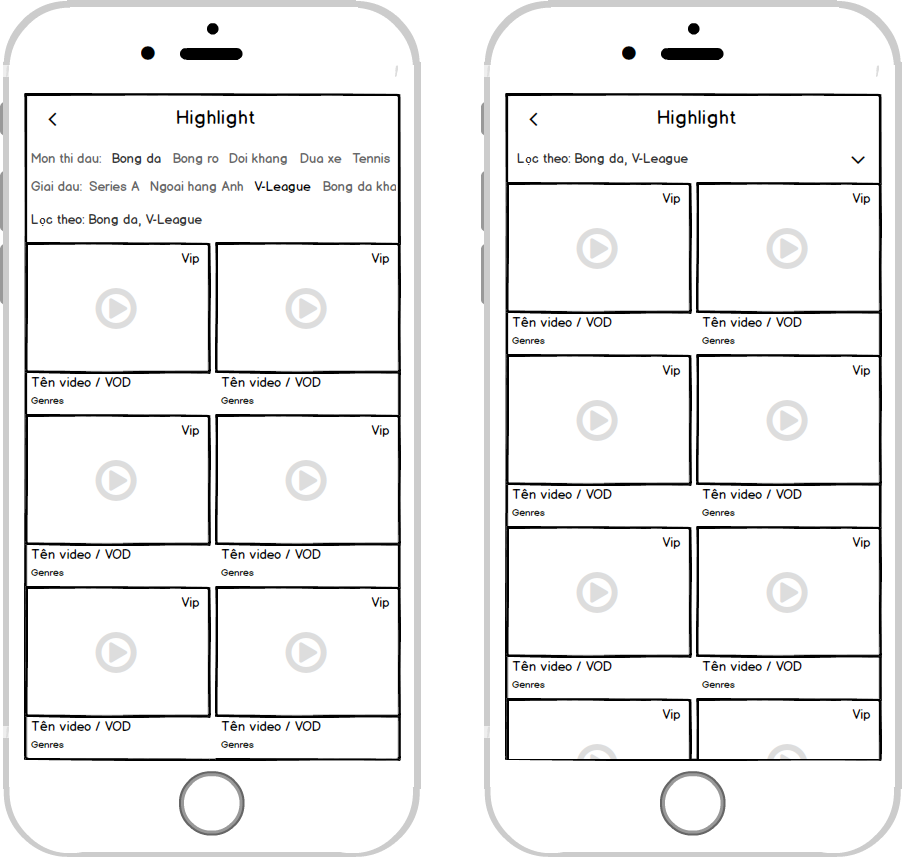 Highlight
Mon thi dau: Bong da Bong ro Doi khang Dua xe Tennis
Giai dau: Series A Ngoai hang Anh V-League Bong da kha
Lọc theo: Bong da, V-League
Vip Vip
Tên video / VOD Tên video / VOD
Genres Genres
Vip Vip
Tên video / VOD Tên video / VOD
Genres Genres
Vip Vip
Tên video / VOD Tên video / VOD
Genres Genres
Highlight
Lọc theo: Bong da, V-League
Vip Vip
Tên video / VOD Tên video / VOD
Genres Genres
Vip Vip
Tên video / VOD Tên video / VOD
Genres Genres
Vip Vip
Tên video / VOD Tên video / VOD
Genres Genres
Vip Vip